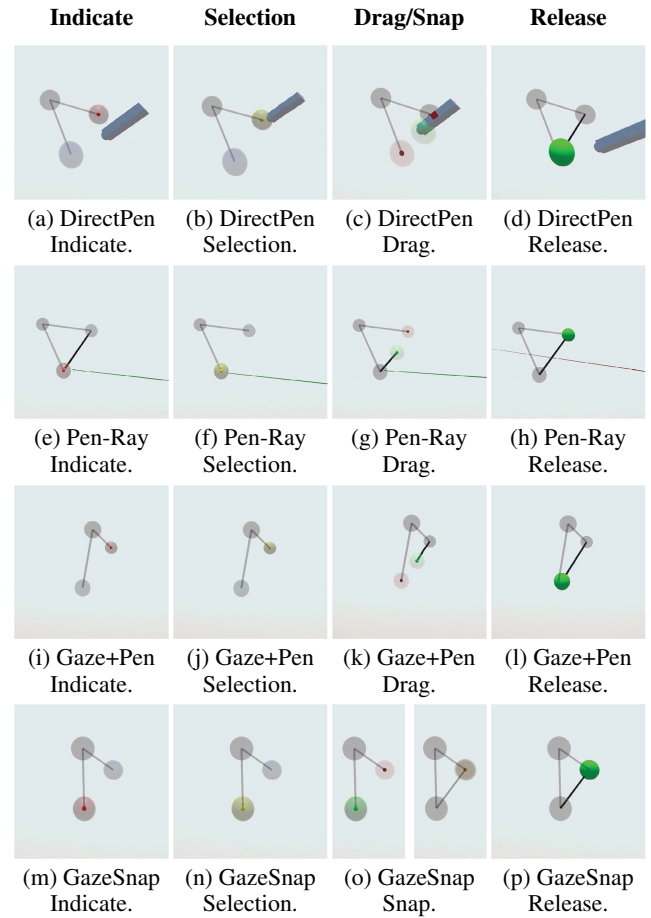 Indicate Selection Drag/Snap Release
(a) DirectPen (b) DirectPen (c) DirectPen (d) DirectPen
Indicate. Selection. Drag. Release.
(e) Pen-Ray (f) Pen-Ray (g) Pen-Ray (h) Pen-Ray
Indicate. Selection. Drag. Release.
(i) Gaze+Pen (j) Gaze+Pen (k) Gaze+Pen (l) Gaze+Pen
Indicate. Selection. Drag. Release.
(m) GazeSnap (n) GazeSnap (o) GazeSnap (p) GazeSnap
Indicate. Selection. Snap. Release.